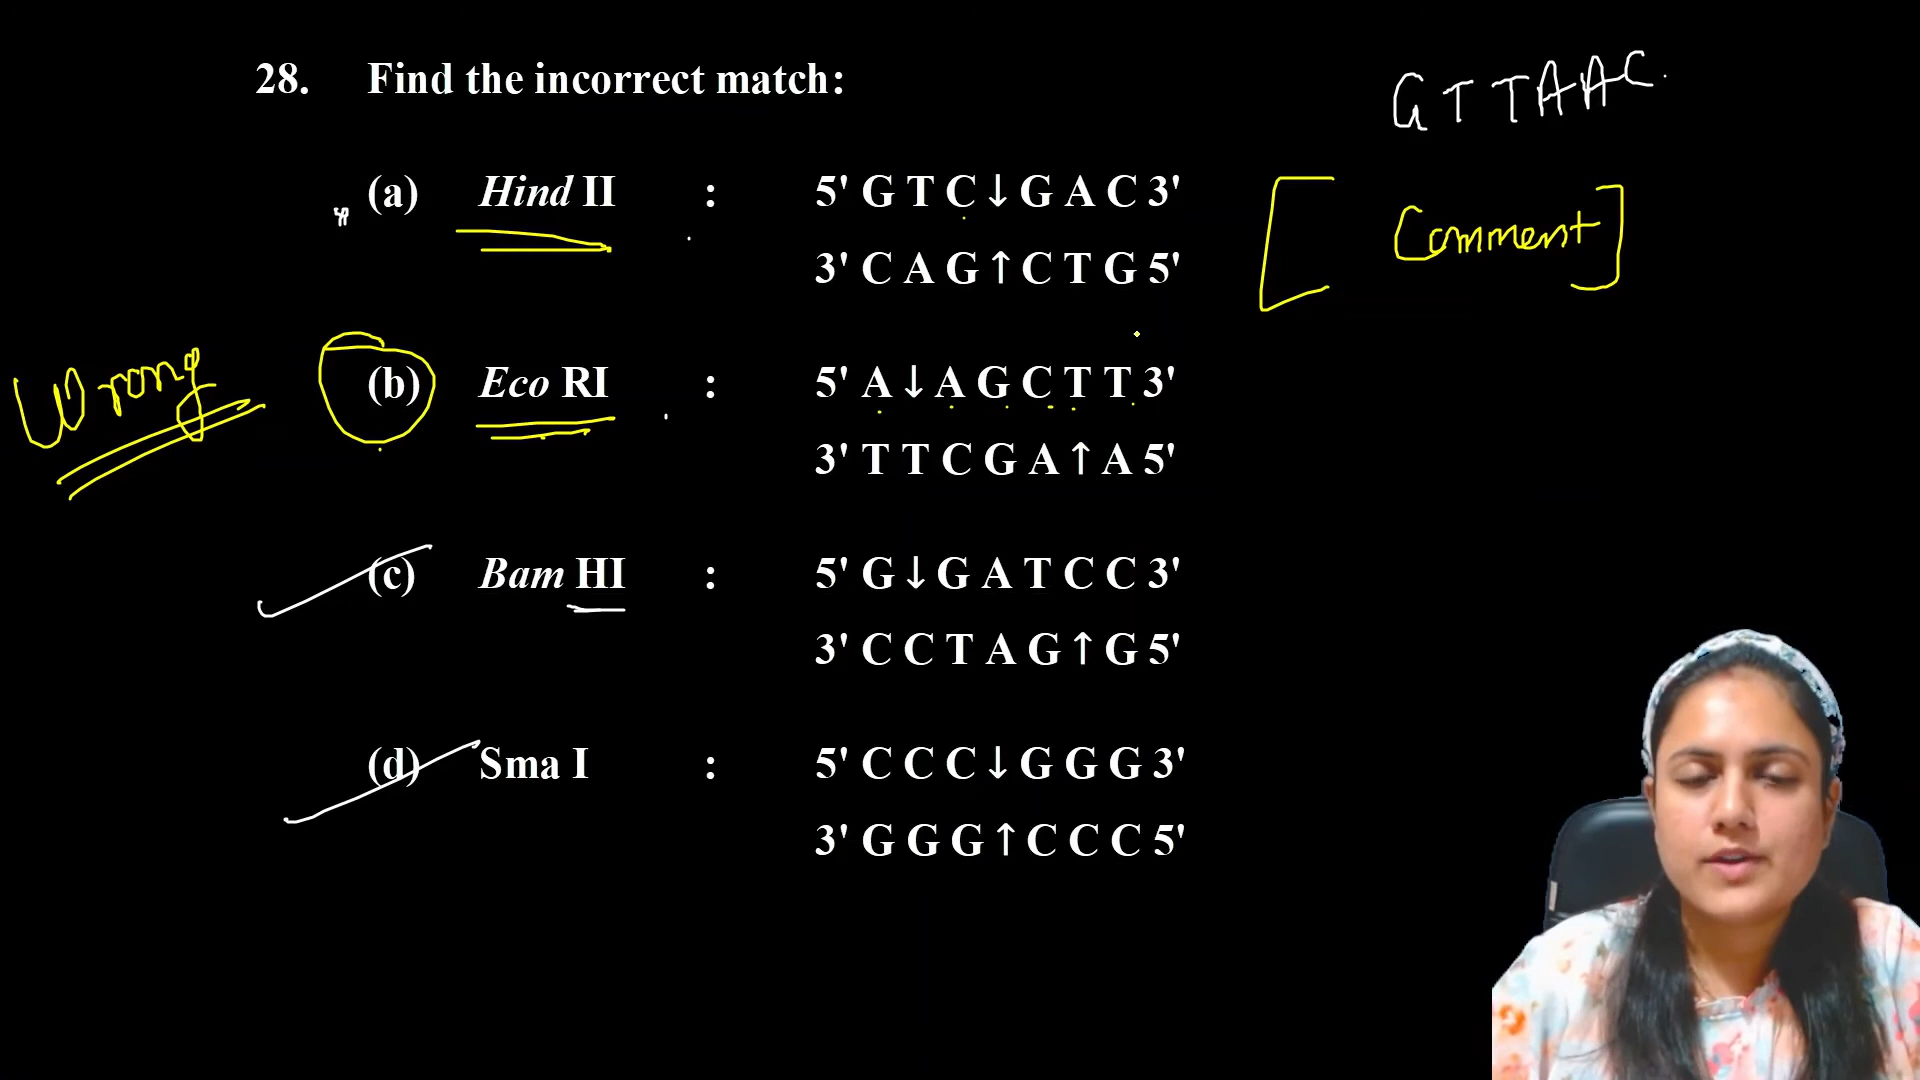 28. Find the incorrect match:
GTTAAC
(a) Hind II : 5' G T C ↓ G A C 3'
3' C A G ↑ C T G 5'
Comment
Wrong
(b) Eco RI : 5' A ↓ A G C T T 3'
3' T T C G A ↑ A 5'
(c) Bam HI : 5' G ↓ G A T C C 3'
3' C C T A G ↑ G 5'
(d) Sma I : 5' C C C ↓ G G G 3'
3' G G G ↑ C C C 5'